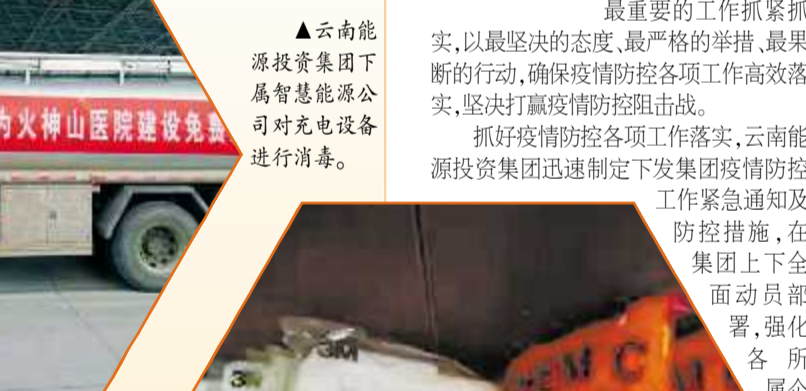 ▲云南能
源投资集团下
属智慧能源公
司对充电设备
进行消毒。
为火神山医院建设免费
最重要的工作抓紧抓
实,以最坚决的态度、最严格的举措、最果
断的行动,确保疫情防控各项工作高效落
实,坚决打赢疫情防控阻击战。
抓好疫情防控各项工作落实,云南能
源投资集团迅速制定下发集团疫情防控
工作紧急通知及
防控措施,在
集团上下全
面动员部
署,强化
各所
属公
3M
3M